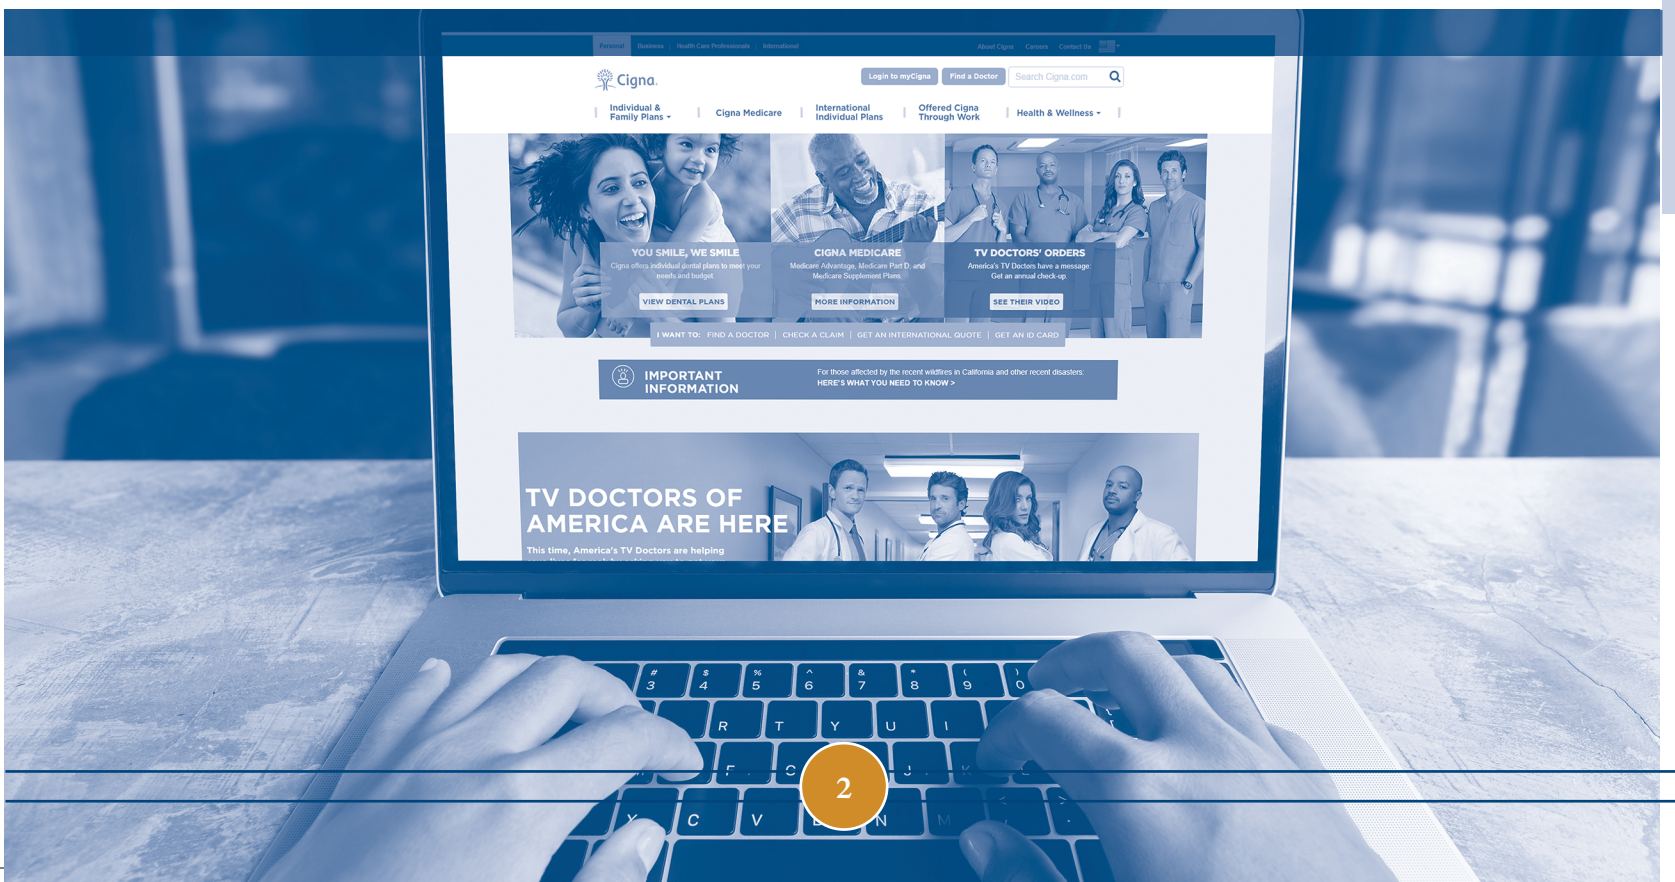 Personal Business Health Care Professionals International
About Cigna Careers Contact Us
Cigna.
Login to myCigna Find a Doctor Search Cigna.com
Individual & Family Plans
Cigna Medicare
International Individual Plans
Offered Cigna Through Work
Health & Wellness
YOU SMILE, WE SMILE
Cigna offers individual dental plans to meet your
needs and budget
VIEW DENTAL PLANS
CIGNA MEDICARE
Medicare Advantage, Medicare Part D, and
Medicare Supplement Plans.
MORE INFORMATION
TV DOCTORS' ORDERS
America's TV Doctors have a message:
Get an annual check-up.
SEE THEIR VIDEO
I WANT TO: FIND A DOCTOR | CHECK A CLAIM | GET AN INTERNATIONAL QUOTE | GET AN ID CARD
IMPORTANT
INFORMATION
For those affected by the recent wildfires in California and other recent disasters:
HERE'S WHAT YOU NEED TO KNOW >
TV DOCTORS OF
AMERICA ARE HERE
This time, America's TV Doctors are helping
# $ % ^ & * ( )
3 4 5 6 7 8 9 0
R T Y U I
F G J K L
2
X C V B N M